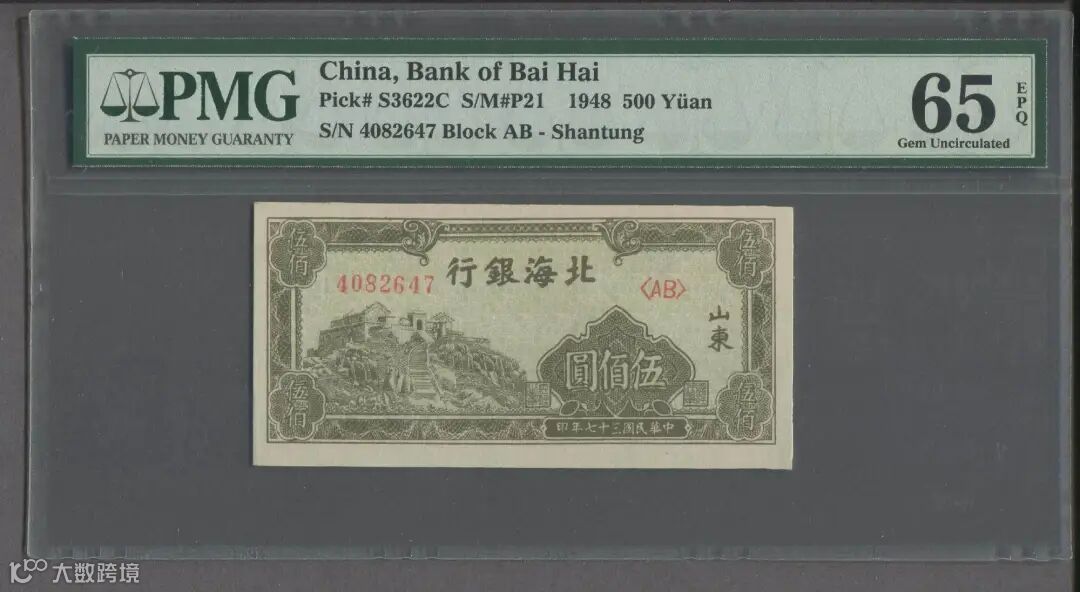 PMG
PAPER MONEY GUARANTY
China, Bank of Bai Hai
Pick# S3622C S/M#P21 1948 500 Yüan
S/N 4082647 Block AB - Shantung
65
EPQ
Gem Uncirculated
伍佰
伍佰
行銀海北
4082647
〈AB〉
山東
圓佰伍
伍佰
伍佰
印年七十三國民華中
大数跨境